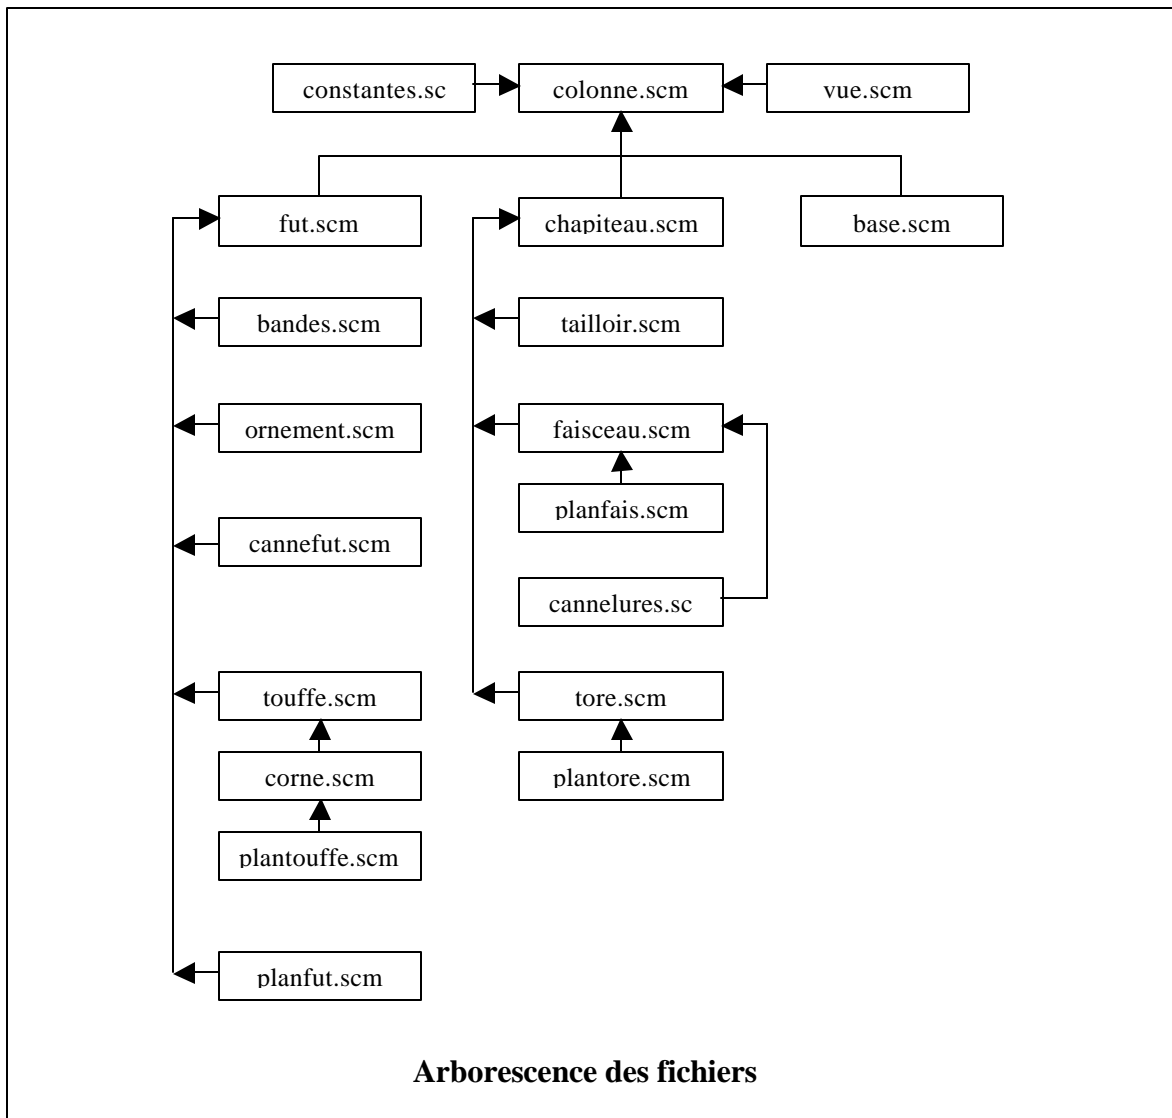 constantes.sc
colonne.scm
vue.scm
fut.scm
chapiteau.scm
base.scm
bandes.scm
tailloir.scm
ornement.scm
faisceau.scm
planfais.scm
cannefut.scm
cannelures.sc
touffe.scm
tore.scm
corne.scm
plantore.scm
plantouffe.scm
planfut.scm
Arborescence des fichiers